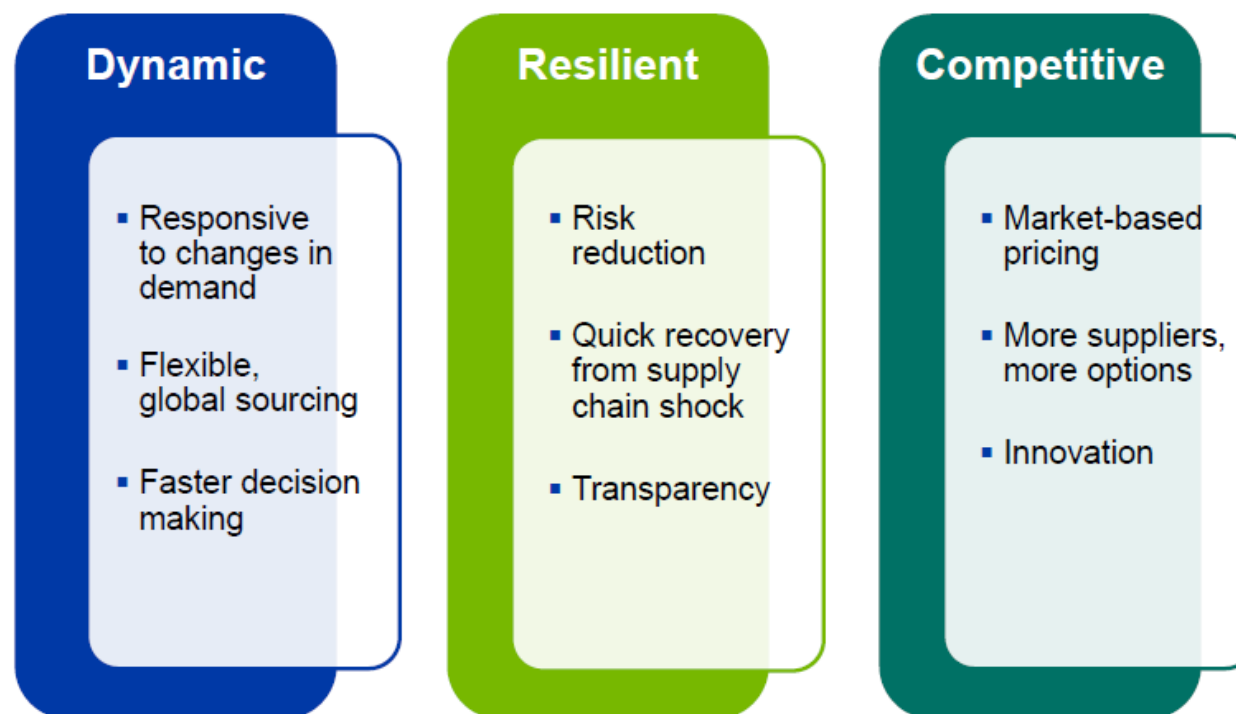 Dynamic
▪ Responsive
to changes in
demand
▪ Flexible,
global sourcing
▪ Faster decision
making
Resilient
▪ Risk
reduction
▪ Quick recovery
from supply
chain shock
▪ Transparency
Competitive
▪ Market-based
pricing
▪ More suppliers,
more options
▪ Innovation